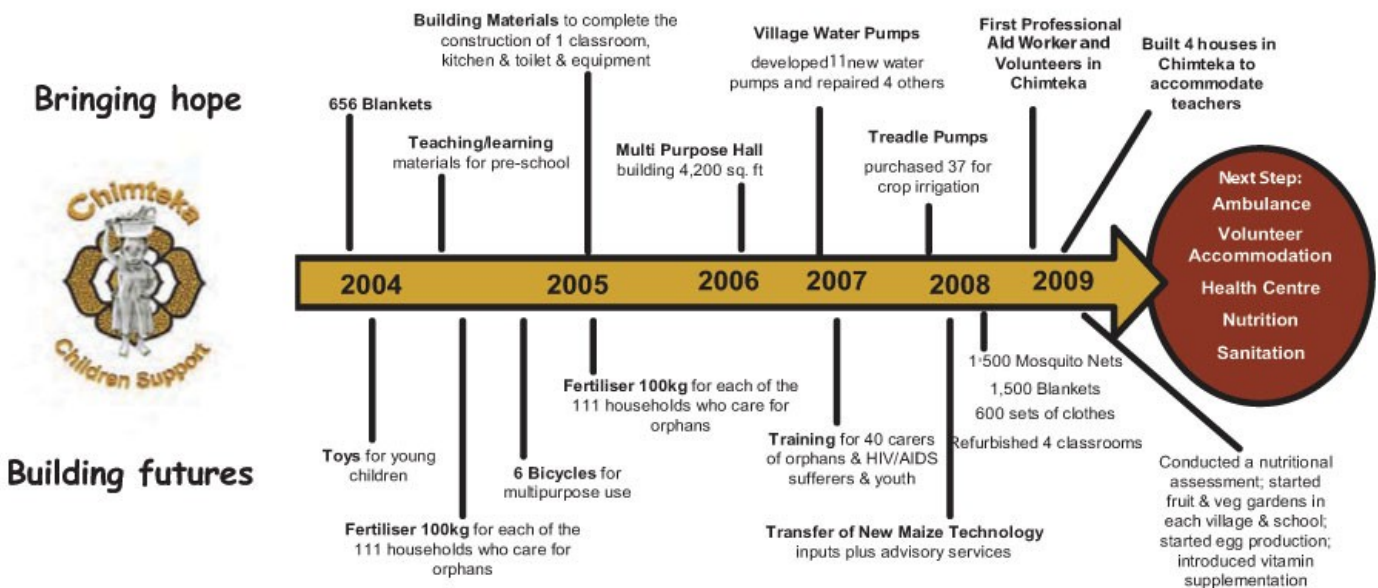 Bringing hope
Chimteka
Children Support
Building futures
656 Blankets
Teaching/learning
materials for pre-school
Building Materials to complete the
construction of 1 classroom,
kitchen & toilet & equipment
Multi Purpose Hall
building 4,200 sq. ft
Village Water Pumps
developed 11 new water
pumps and repaired 4 others
Treadle Pumps
purchased 37 for
crop irrigation
First Professional
Aid Worker and
Volunteers in
Chimteka
Built 4 houses in
Chimteka to
accommodate
teachers
2004
2005
2006
2007
2008
2009
Next Step:
Ambulance
Volunteer
Accommodation
Health Centre
Nutrition
Sanitation
Toys for young
children
Fertiliser 100kg for each of the
111 households who care for
orphans
6 Bicycles for
multipurpose use
Fertiliser 100kg for each of the
111 households who care for
orphans
Training for 40 carers
of orphans & HIV/AIDS
sufferers & youth
Transfer of New Maize Technology
inputs plus advisory services
1,500 Mosquito Nets
1,500 Blankets
600 sets of clothes
Refurbished 4 classrooms
Conducted a nutritional
assessment; started
fruit & veg gardens in
each village & school;
started egg production;
introduced vitamin
supplementation